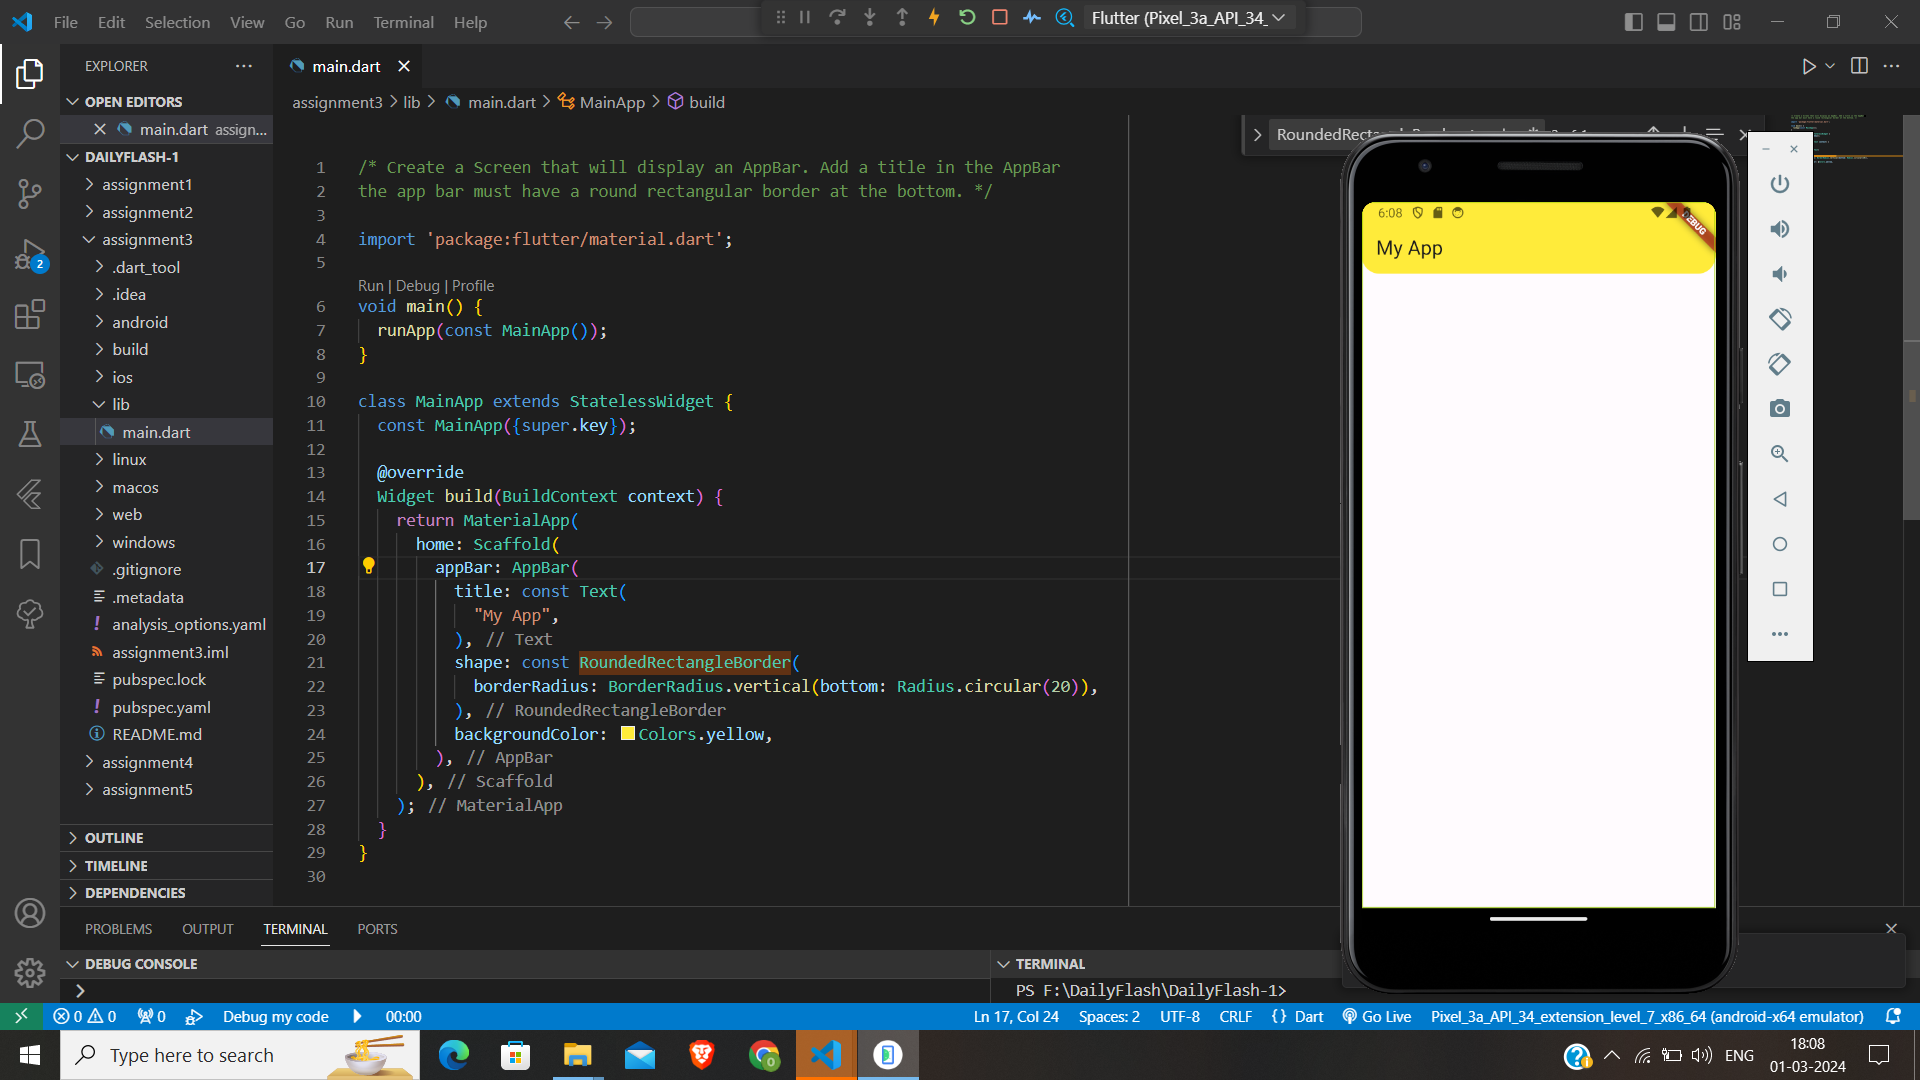 File Edit Selection View Go Run Terminal Help
Flutter (Pixel_3a_API_34_
EXPLORER
main.dart
OPEN EDITORS
main.dart assign...
assignment3 > lib > main.dart > MainApp > build
DAILYFLASH-1
assignment1
assignment2
assignment3
.dart_tool
.idea
android
build
ios
lib
main.dart
linux
macos
web
windows
.gitignore
.metadata
analysis_options.yaml
assignment3.iml
pubspec.lock
pubspec.yaml
README.md
assignment4
assignment5
OUTLINE
TIMELINE
DEPENDENCIES
2
1 /* Create a Screen that will display an AppBar. Add a title in the AppBar
2 the app bar must have a round rectangular border at the bottom. */
3
4 import 'package:flutter/material.dart';
5
Run | Debug | Profile
6 void main() {
7 runApp(const MainApp());
8 }
9
10 class MainApp extends StatelessWidget {
11 const MainApp({super.key});
12
13 @override
14 Widget build(BuildContext context) {
15 return MaterialApp(
16 home: Scaffold(
17 appBar: AppBar(
18 title: const Text(
19 "My App",
20 ), // Text
21 shape: const RoundedRectangleBorder(
22 borderRadius: BorderRadius.vertical(bottom: Radius.circular(20)),
23 ), // RoundedRectangleBorder
24 backgroundColor: Colors.yellow,
25 ), // AppBar
26 ), // Scaffold
27 ); // MaterialApp
28 }
29 }
30
6:08
DEBUG
My App
PROBLEMS OUTPUT TERMINAL PORTS
DEBUG CONSOLE
TERMINAL
PS F:\DailyFlash\DailyFlash-1>
0 0 0 Debug my code 00:00
Ln 17, Col 24 Spaces: 2 UTF-8 CRLF {} Dart Go Live Pixel_3a_API_34_extension_level_7_x86_64 (android-x64 emulator)
Type here to search
ENG
18:08
01-03-2024